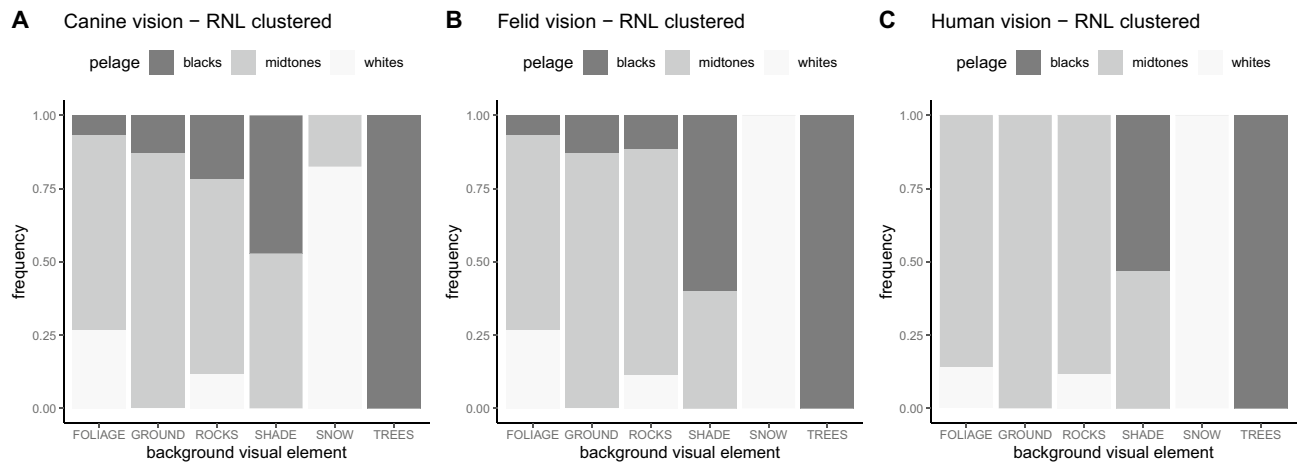 A Canine vision − RNL clustered
pelage blacks midtones whites
frequency
1.00
0.75
0.50
0.25
0.00
FOLIAGE GROUND ROCKS SHADE SNOW TREES
background visual element
B Felid vision − RNL clustered
pelage blacks midtones whites
frequency
1.00
0.75
0.50
0.25
0.00
FOLIAGE GROUND ROCKS SHADE SNOW TREES
background visual element
C Human vision − RNL clustered
pelage blacks midtones whites
frequency
1.00
0.75
0.50
0.25
0.00
FOLIAGE GROUND ROCKS SHADE SNOW TREES
background visual element